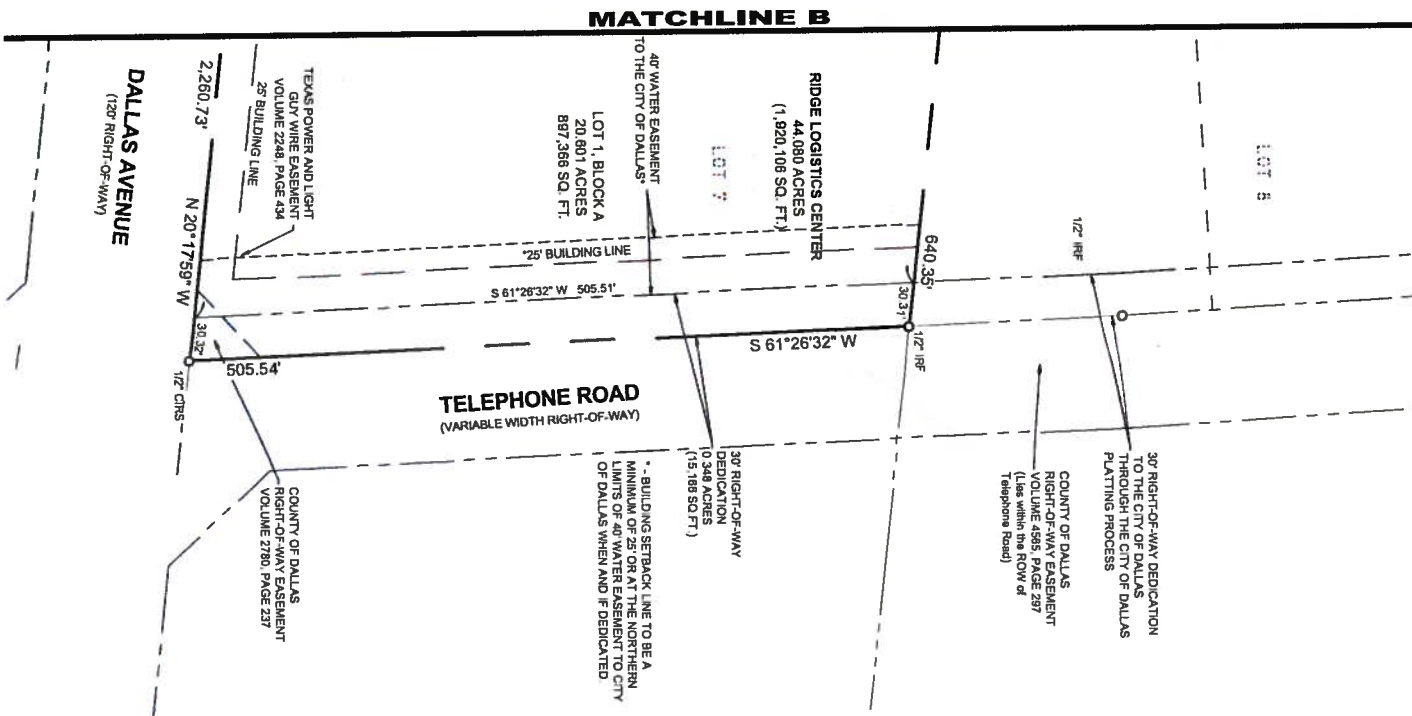 MATCHLINE B
DALLAS AVENUE
(120' RIGHT-OF-WAY)
2,260.73'
N 20°17'59" W
30.32'
1/2" CIRS
TEXAS POWER AND LIGHT
GUY WIRE EASEMENT
VOLUME 2248, PAGE 434
25' BUILDING LINE
40' WATER EASEMENT
TO THE CITY OF DALLAS*
LOT 1, BLOCK A
20.601 ACRES
897,366 SQ. FT.
LOT 7
RIDGE LOGISTICS CENTER
44.080 ACRES
(1,920,106 SQ. FT.)
640.35'
30.31'
1/2" IRF
1/2" IRF
LOT 8
*25' BUILDING LINE
S 61°26'32" W 505.51'
S 61°26'32" W
505.54'
TELEPHONE ROAD
(VARIABLE WIDTH RIGHT-OF-WAY)
COUNTY OF DALLAS
RIGHT-OF-WAY EASEMENT
VOLUME 2780, PAGE 237
* - BUILDING SETBACK LINE TO BE A
MINIMUM OF 25' OR AT THE NORTHERN
LIMITS OF 40' WATER EASEMENT TO CITY
OF DALLAS WHEN AND IF DEDICATED
30' RIGHT-OF-WAY
DEDICATION
0.348 ACRES
(15,166 SQ.FT.)
COUNTY OF DALLAS
RIGHT-OF-WAY EASEMENT
VOLUME 4565, PAGE 297
(Lies within the ROW of
Telephone Road)
30' RIGHT-OF-WAY DEDICATION
TO THE CITY OF DALLAS
THROUGH THE CITY OF DALLAS
PLATTING PROCESS